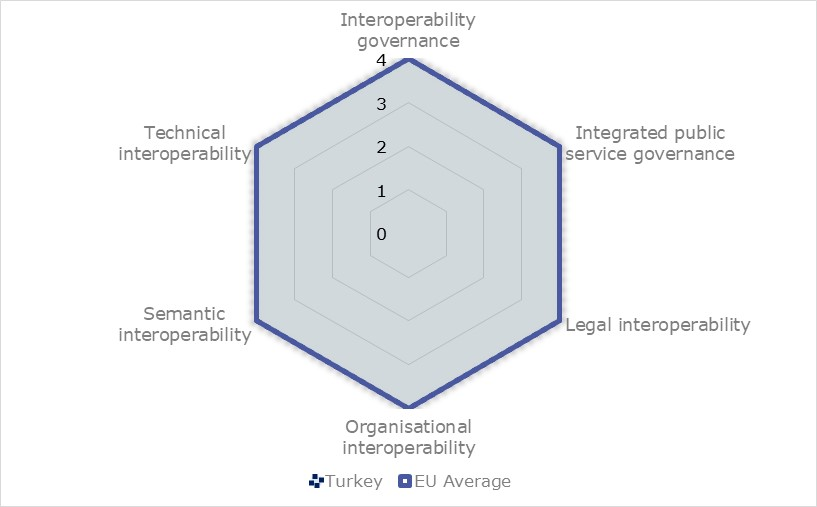 Interoperability
governance
4
3
2
1
0
Technical
interoperability
Integrated public
service governance
Semantic
interoperability
Legal interoperability
Organisational
interoperability
Turkey EU Average